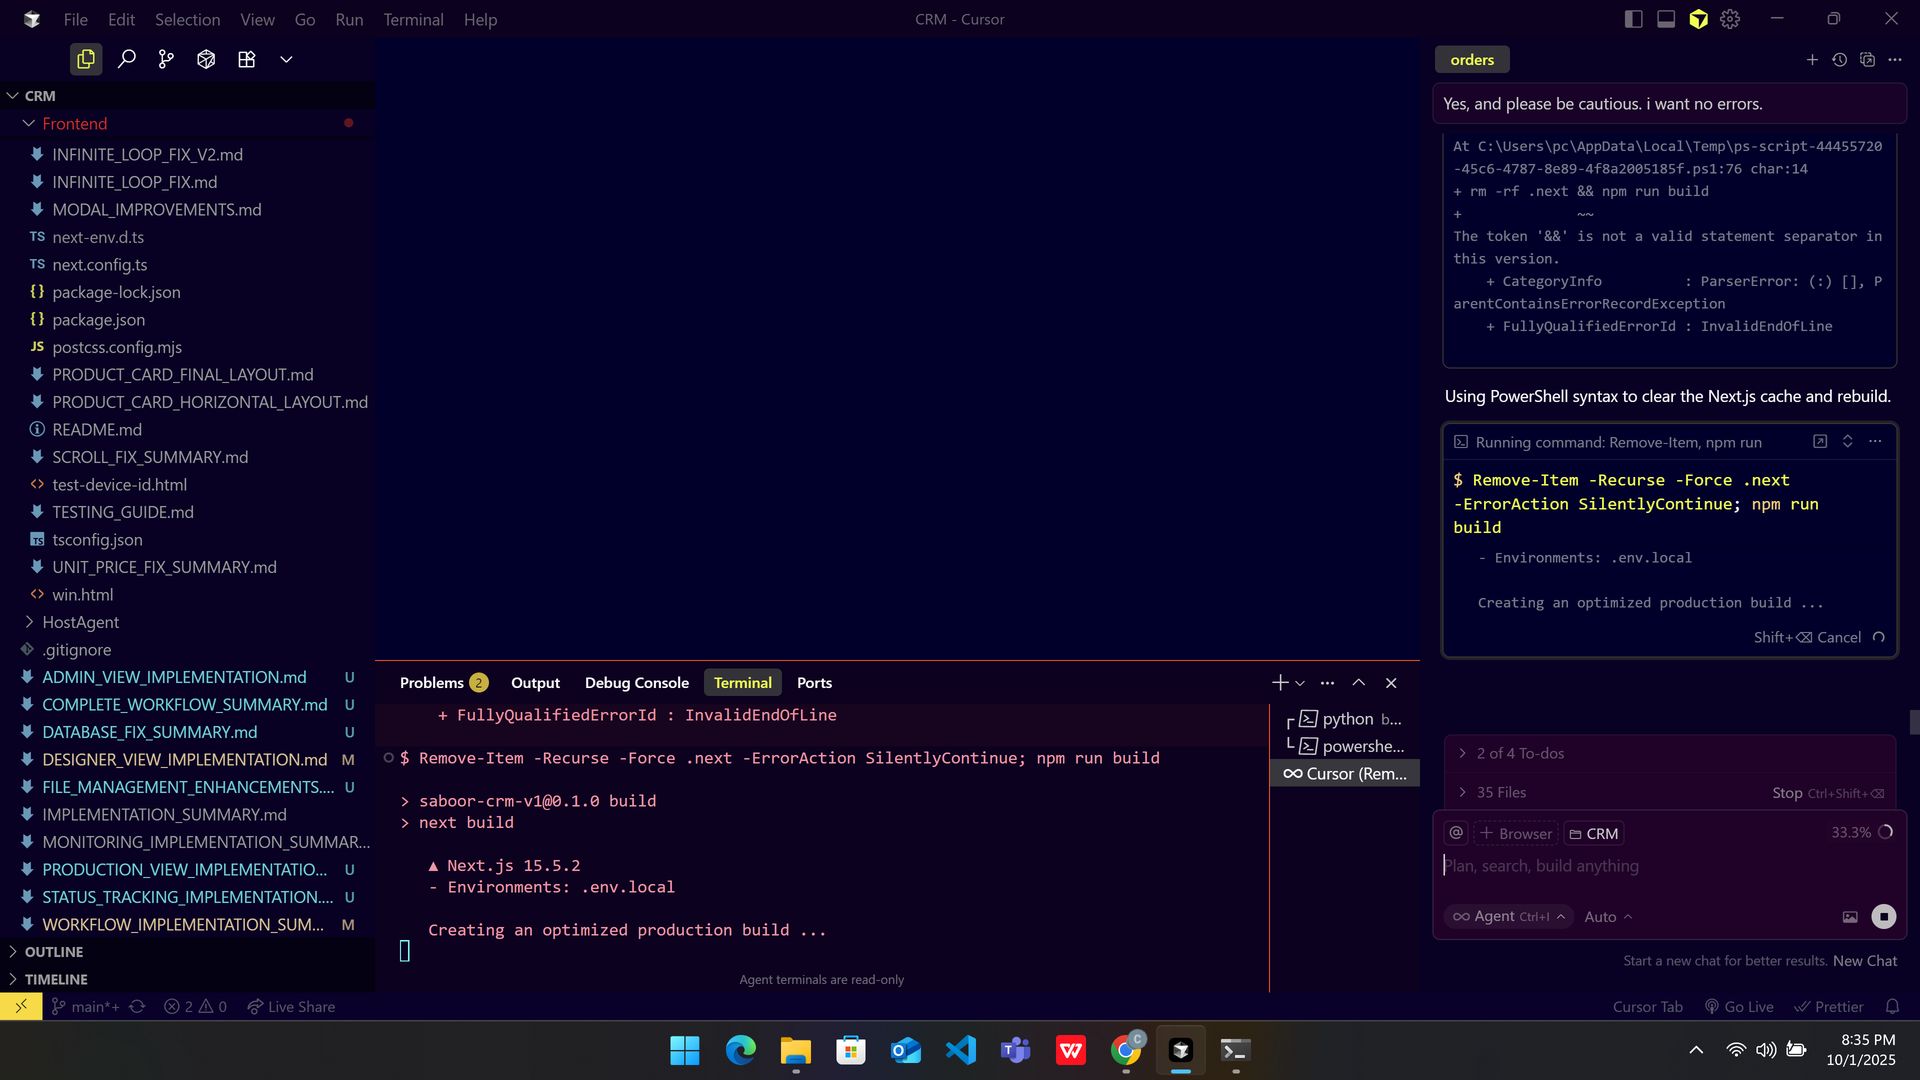 File Edit Selection View Go Run Terminal Help
CRM - Cursor
CRM
Frontend
INFINITE_LOOP_FIX_V2.md
INFINITE_LOOP_FIX.md
MODAL_IMPROVEMENTS.md
TS next-env.d.ts
TS next.config.ts
{} package-lock.json
{} package.json
JS postcss.config.mjs
PRODUCT_CARD_FINAL_LAYOUT.md
PRODUCT_CARD_HORIZONTAL_LAYOUT.md
README.md
SCROLL_FIX_SUMMARY.md
<> test-device-id.html
TESTING_GUIDE.md
TS tsconfig.json
UNIT_PRICE_FIX_SUMMARY.md
<> win.html
HostAgent
.gitignore
ADMIN_VIEW_IMPLEMENTATION.md U
COMPLETE_WORKFLOW_SUMMARY.md U
DATABASE_FIX_SUMMARY.md U
DESIGNER_VIEW_IMPLEMENTATION.md M
FILE_MANAGEMENT_ENHANCEMENTS.... U
IMPLEMENTATION_SUMMARY.md
MONITORING_IMPLEMENTATION_SUMMAR...
PRODUCTION_VIEW_IMPLEMENTATIO... U
STATUS_TRACKING_IMPLEMENTATION.... U
WORKFLOW_IMPLEMENTATION_SUM... M
OUTLINE
TIMELINE
Problems 2 Output Debug Console Terminal Ports
+ FullyQualifiedErrorId : InvalidEndOfLine
$ Remove-Item -Recurse -Force .next -ErrorAction SilentlyContinue; npm run build
> saboor-crm-v1@0.1.0 build
> next build
▲ Next.js 15.5.2
- Environments: .env.local
Creating an optimized production build ...
Agent terminals are read-only
python b...
powershe...
Cursor (Rem...
orders
Yes, and please be cautious. i want no errors.
At C:\Users\pc\AppData\Local\Temp\ps-script-44455720
-45c6-4787-8e89-4f8a2005185f.ps1:76 char:14
+ rm -rf .next && npm run build
+ ~~
The token '&&' is not a valid statement separator in
this version.
+ CategoryInfo : ParserError: (:) [], P
arentContainsErrorRecordException
+ FullyQualifiedErrorId : InvalidEndOfLine
Using PowerShell syntax to clear the Next.js cache and rebuild.
Running command: Remove-Item, npm run
$ Remove-Item -Recurse -Force .next
-ErrorAction SilentlyContinue; npm run
build
- Environments: .env.local
Creating an optimized production build ...
Shift+⌫ Cancel
2 of 4 To-dos
35 Files Stop Ctrl+Shift+⌫
@ + Browser CRM 33.3%
Plan, search, build anything
∞ Agent Ctrl+I Auto
Start a new chat for better results. New Chat
main*+ 2 0 Live Share
Cursor Tab Go Live Prettier
8:35 PM
10/1/2025